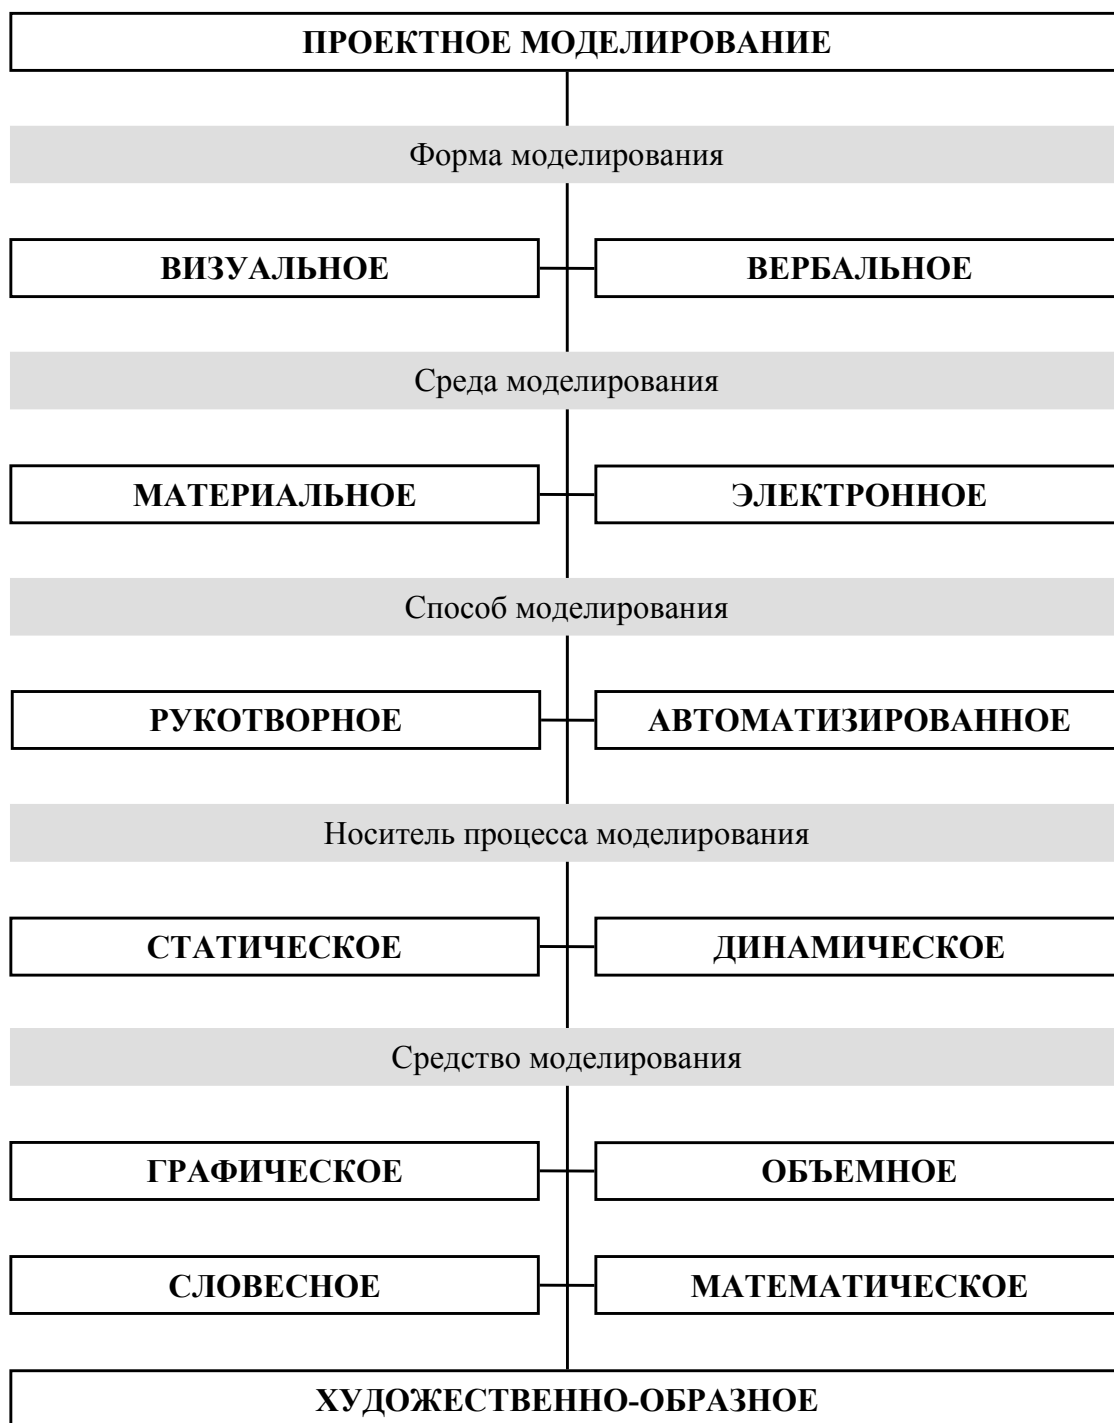 ПРОЕКТНОЕ МОДЕЛИРОВАНИЕ
Форма моделирования
ВИЗУАЛЬНОЕ
ВЕРБАЛЬНОЕ
Среда моделирования
МАТЕРИАЛЬНОЕ
ЭЛЕКТРОННОЕ
Способ моделирования
РУКОТВОРНОЕ
АВТОМАТИЗИРОВАННОЕ
Носитель процесса моделирования
СТАТИЧЕСКОЕ
ДИНАМИЧЕСКОЕ
Средство моделирования
ГРАФИЧЕСКОЕ
ОБЪЕМНОЕ
СЛОВЕСНОЕ
МАТЕМАТИЧЕСКОЕ
ХУДОЖЕСТВЕННО-ОБРАЗНОЕ